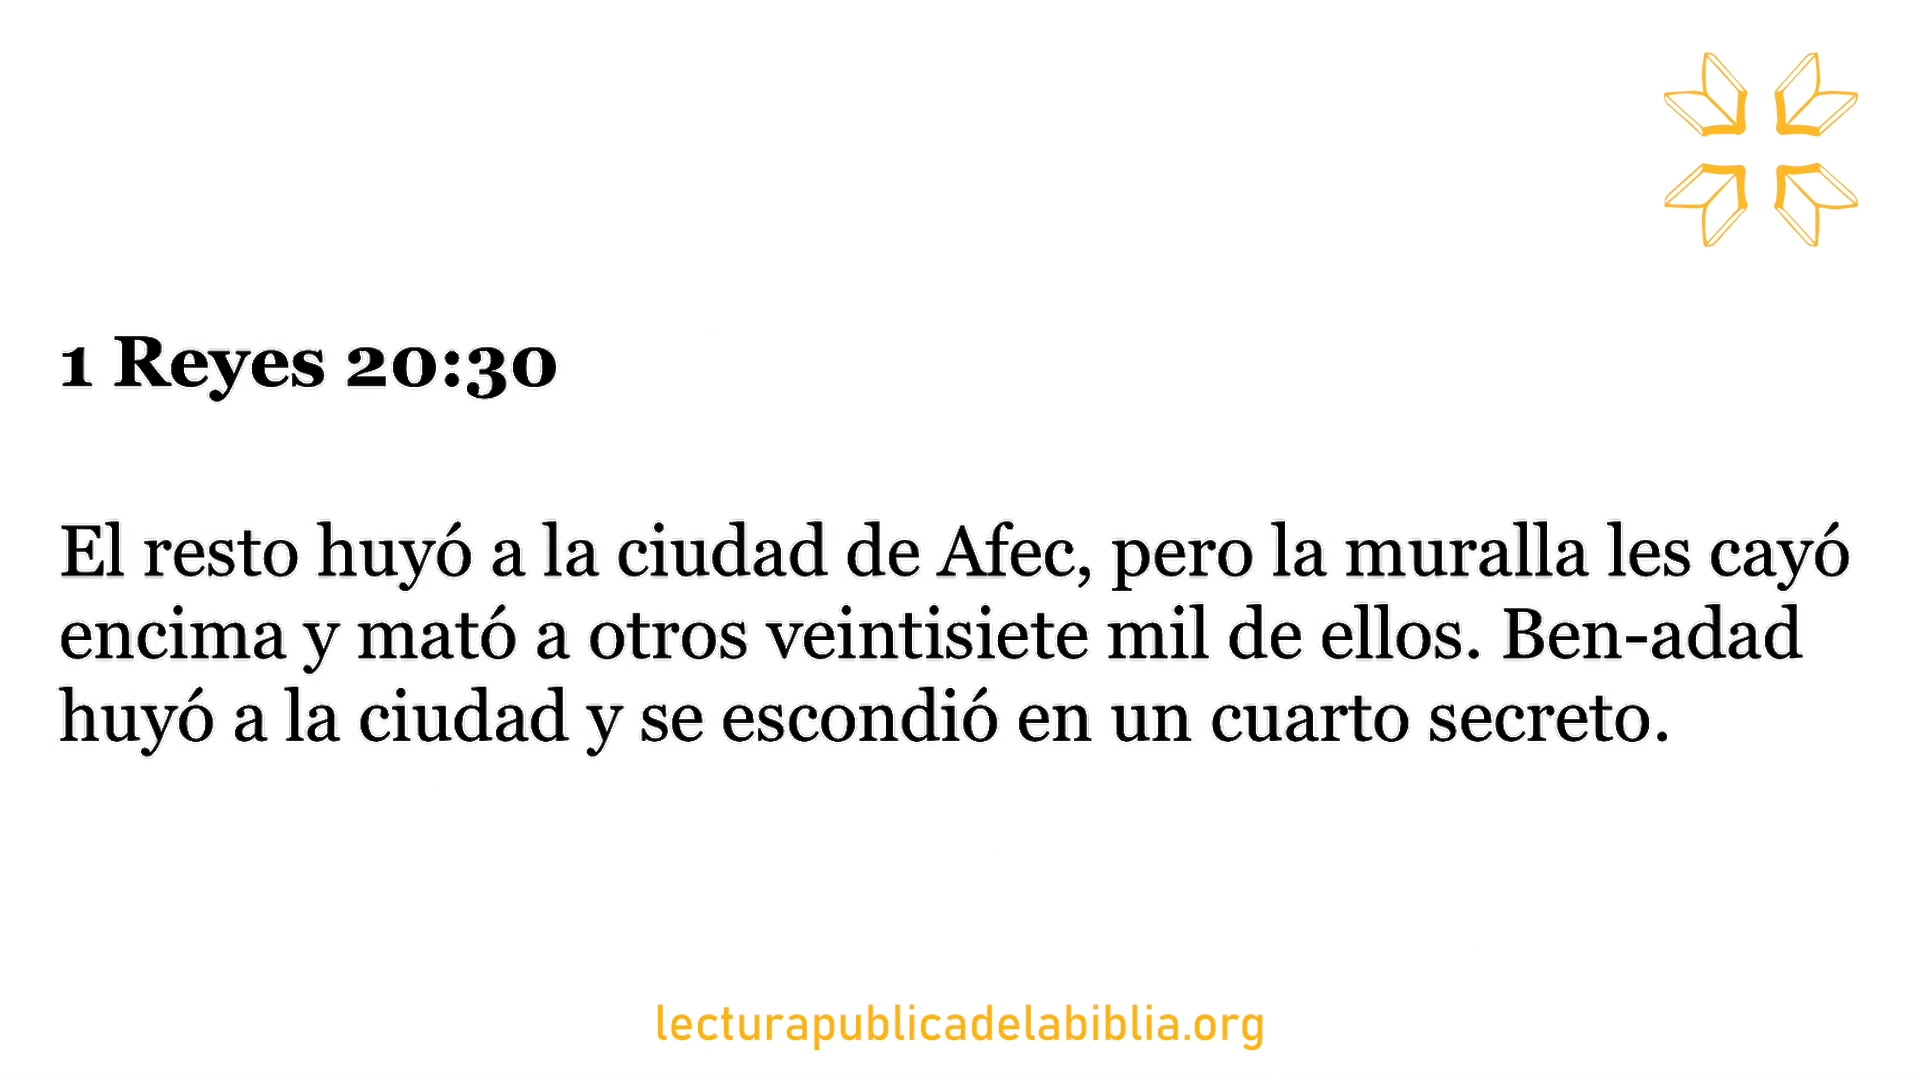 1 Reyes 20:30
El resto huyó a la ciudad de Afec, pero la muralla les cayó
encima y mató a otros veintisiete mil de ellos. Ben-adad
huyó a la ciudad y se escondió en un cuarto secreto.
lecturapublicadelabiblia.org